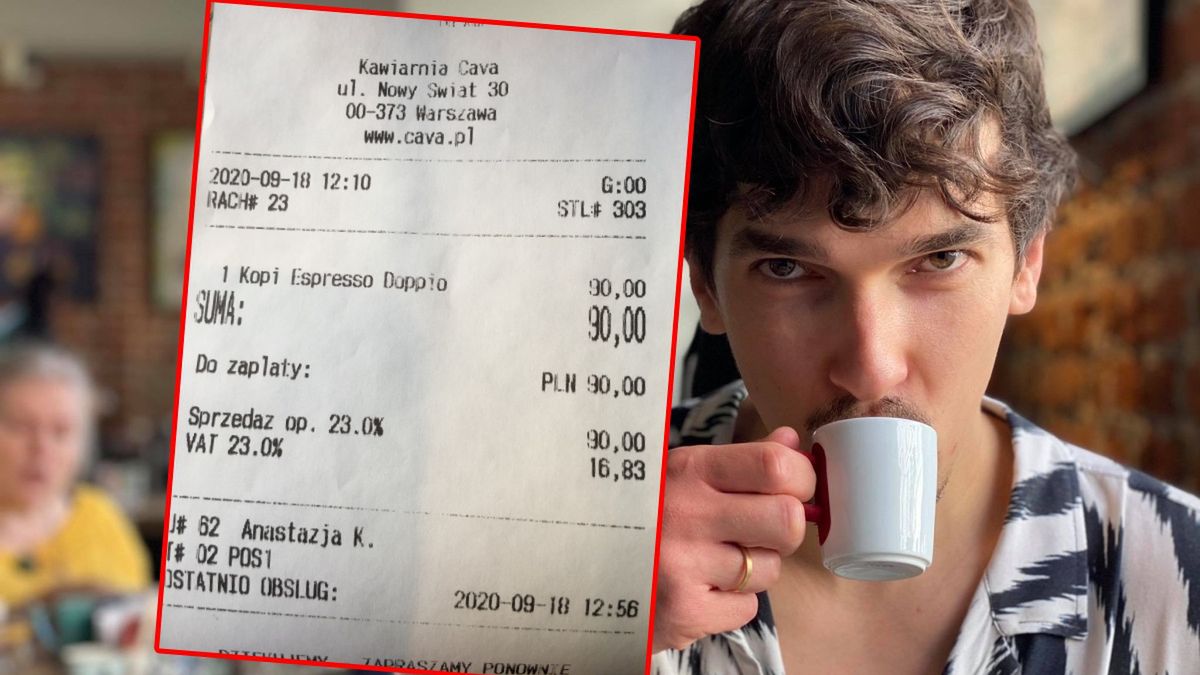 Kawiarnia Cava
ul. Nowy Swiat 30
00-373 Warszawa
www.cava.pl
2020-09-18 12:10 G:00
RACH# 23 STL# 303
1 Kopi Espresso Doppio 90,00
SUMA: 90,00
Do zaplaty: PLN 90,00
Sprzedaz op. 23.0% 90,00
VAT 23.0% 16,83
# 62 Anastazja K.
# 02 POS1
OSTATNIO OBSLUG: 2020-09-18 12:56
DZIEKUJEMY ZAPRASZAMY PONOWNIE